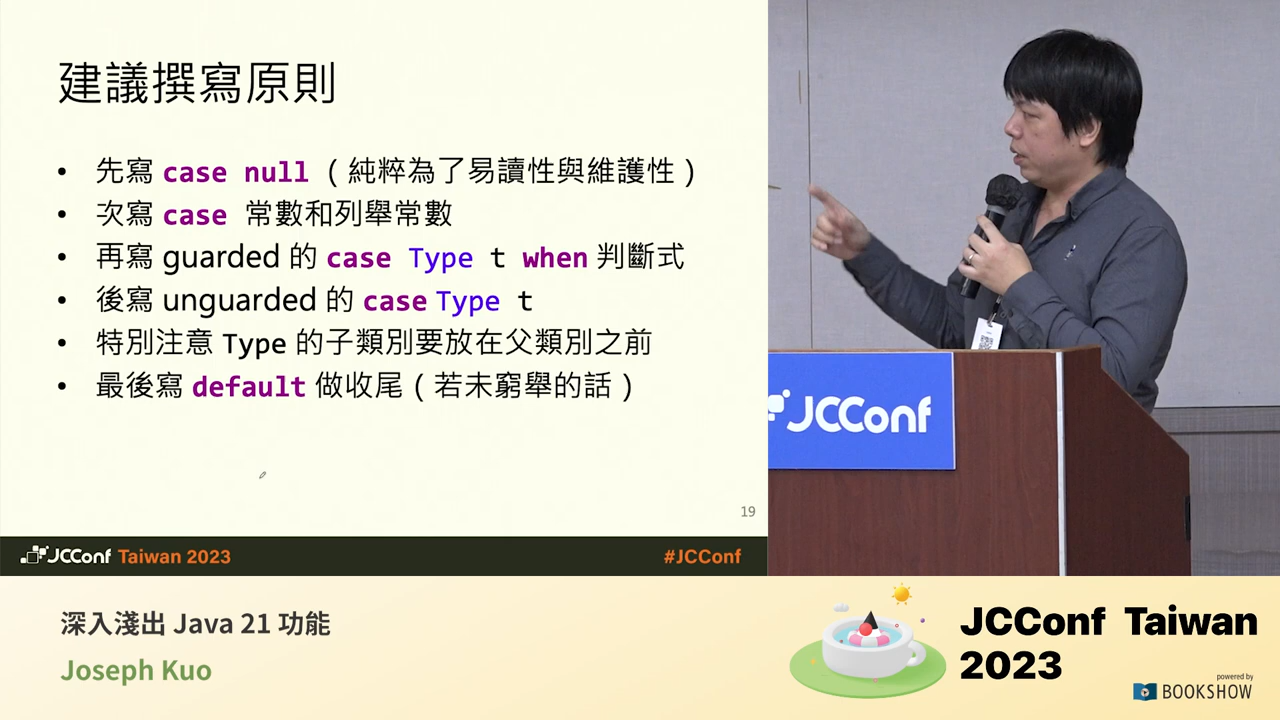 建議撰寫原則
• 先寫 case null （純粹為了易讀性與維護性）
• 次寫 case 常數和列舉常數
• 再寫 guarded 的 case Type t when 判斷式
• 後寫 unguarded 的 case Type t
• 特別注意 Type 的子類別要放在父類別之前
• 最後寫 default 做收尾（若未窮舉的話）
19
JCConf Taiwan 2023
#JCConf
JCConf
深入淺出 Java 21 功能
Joseph Kuo
JCConf Taiwan
2023
powered by
BOOKSHOW